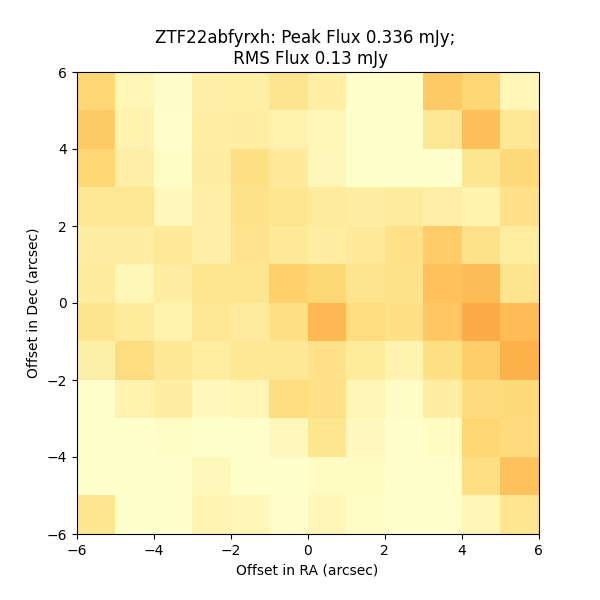 ZTF22abfyrxh: Peak Flux 0.336 mJy;
RMS Flux 0.13 mJy
6
4
2
0
−2
−4
−6
Offset in Dec (arcsec)
−6 −4 −2 0 2 4 6
Offset in RA (arcsec)